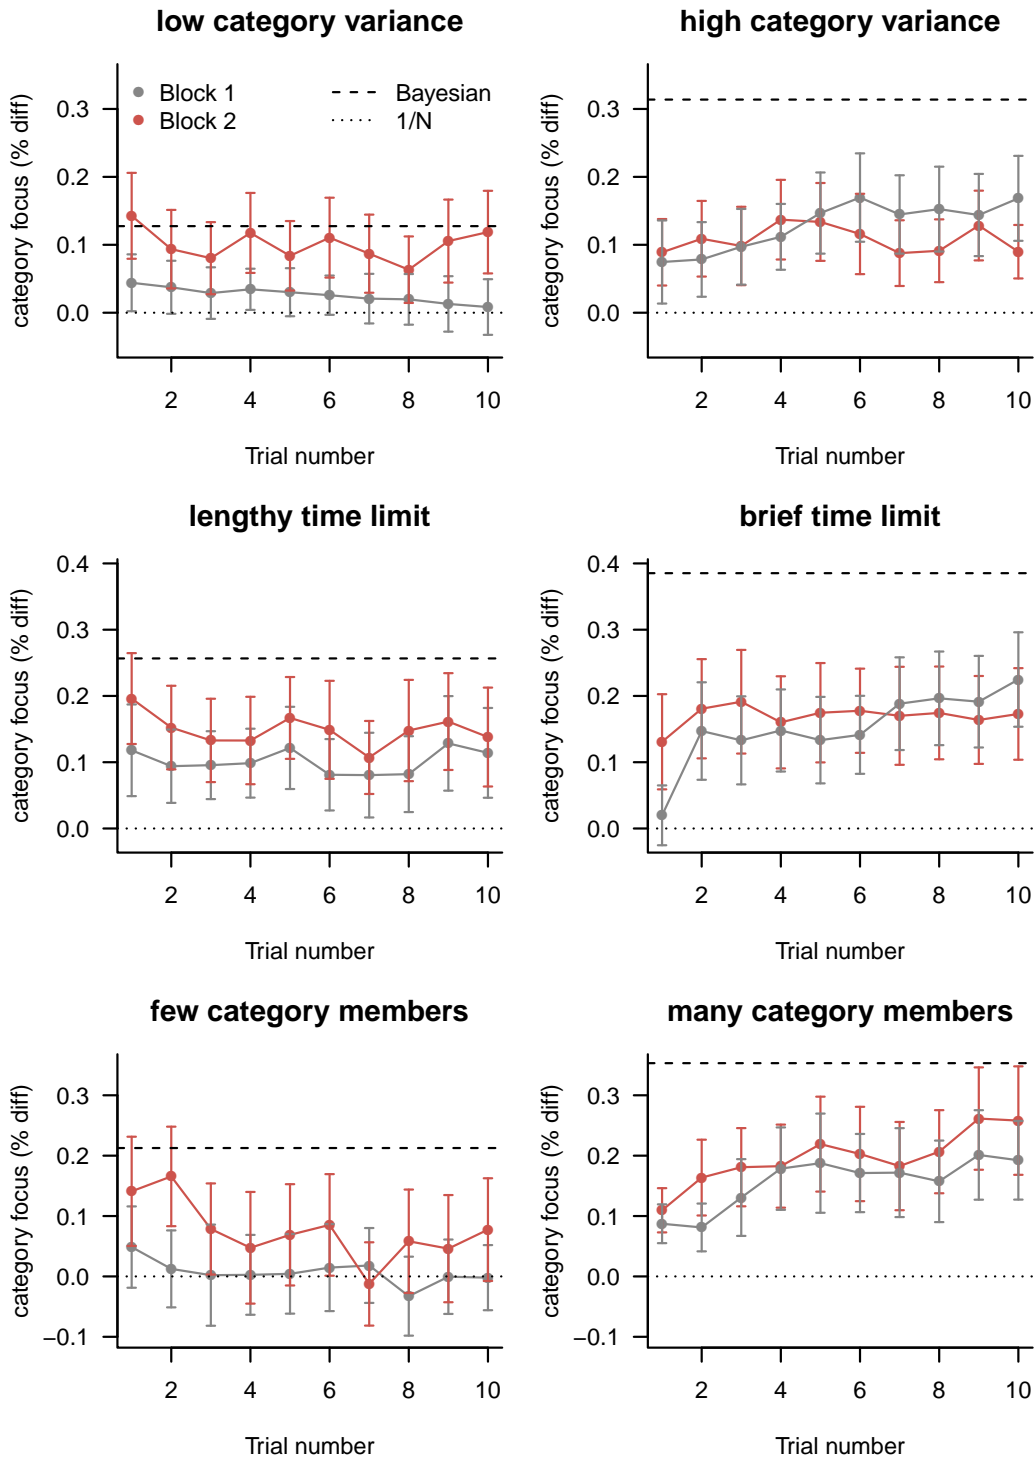 low category variance
category focus (% diff)
0.3
0.2
0.1
0.0
Block 1
Block 2
Bayesian
1/N
2 4 6 8 10
Trial number
high category variance
category focus (% diff)
0.3
0.2
0.1
0.0
2 4 6 8 10
Trial number
lengthy time limit
category focus (% diff)
0.4
0.3
0.2
0.1
0.0
2 4 6 8 10
Trial number
brief time limit
category focus (% diff)
0.4
0.3
0.2
0.1
0.0
2 4 6 8 10
Trial number
few category members
category focus (% diff)
0.3
0.2
0.1
0.0
−0.1
2 4 6 8 10
Trial number
many category members
category focus (% diff)
0.3
0.2
0.1
0.0
−0.1
2 4 6 8 10
Trial number